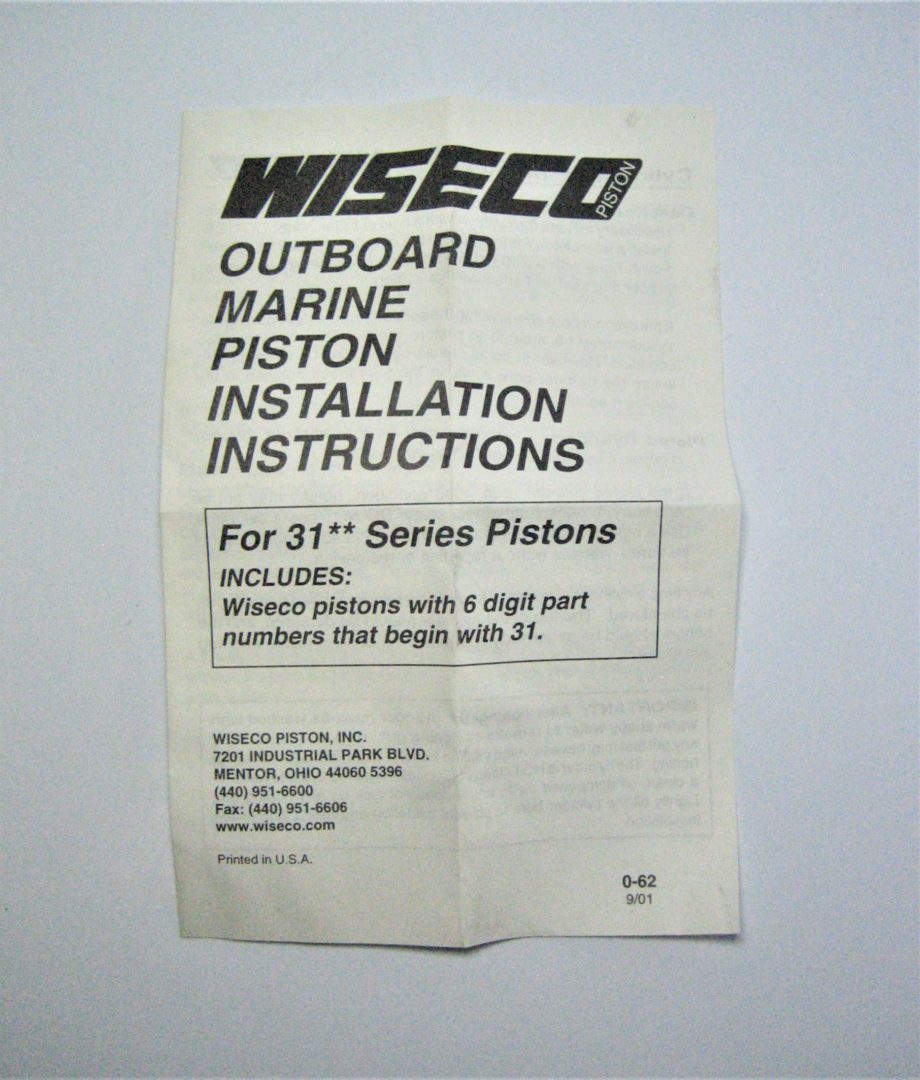 WISECO PISTON
OUTBOARD
MARINE
PISTON
INSTALLATION
INSTRUCTIONS
For 31** Series Pistons
INCLUDES:
Wiseco pistons with 6 digit part
numbers that begin with 31.
WISECO PISTON, INC.
7201 INDUSTRIAL PARK BLVD.
MENTOR, OHIO 44060 5396
(440) 951-6600
Fax: (440) 951-6606
www.wiseco.com
Printed in U.S.A.
0-62
9/01